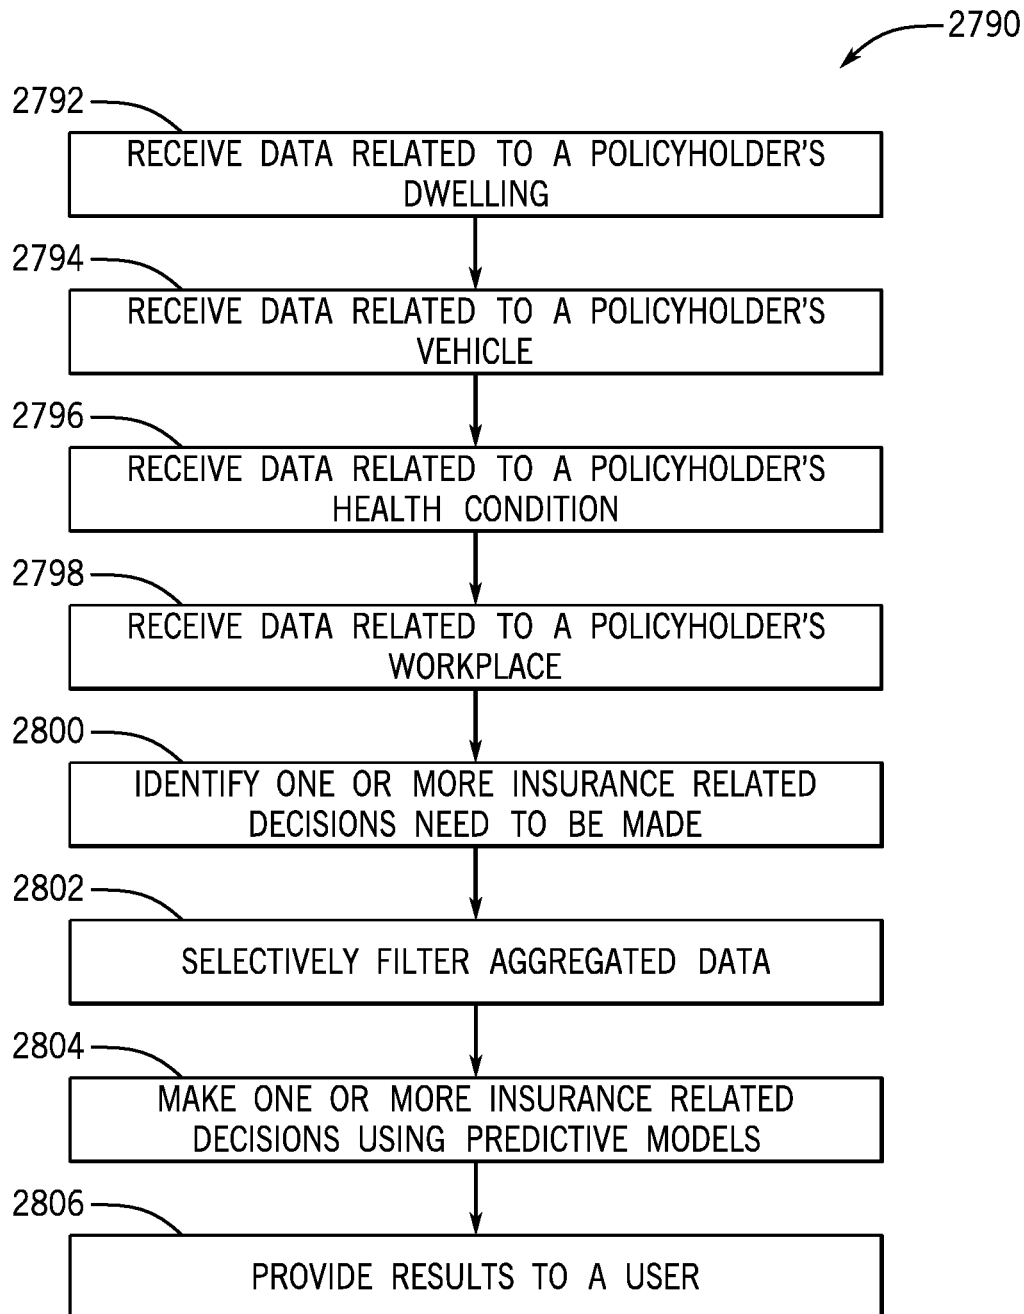 2790
2792
RECEIVE DATA RELATED TO A POLICYHOLDER'S
DWELLING
2794
RECEIVE DATA RELATED TO A POLICYHOLDER'S
VEHICLE
2796
RECEIVE DATA RELATED TO A POLICYHOLDER'S
HEALTH CONDITION
2798
RECEIVE DATA RELATED TO A POLICYHOLDER'S
WORKPLACE
2800
IDENTIFY ONE OR MORE INSURANCE RELATED
DECISIONS NEED TO BE MADE
2802
SELECTIVELY FILTER AGGREGATED DATA
2804
MAKE ONE OR MORE INSURANCE RELATED
DECISIONS USING PREDICTIVE MODELS
2806
PROVIDE RESULTS TO A USER